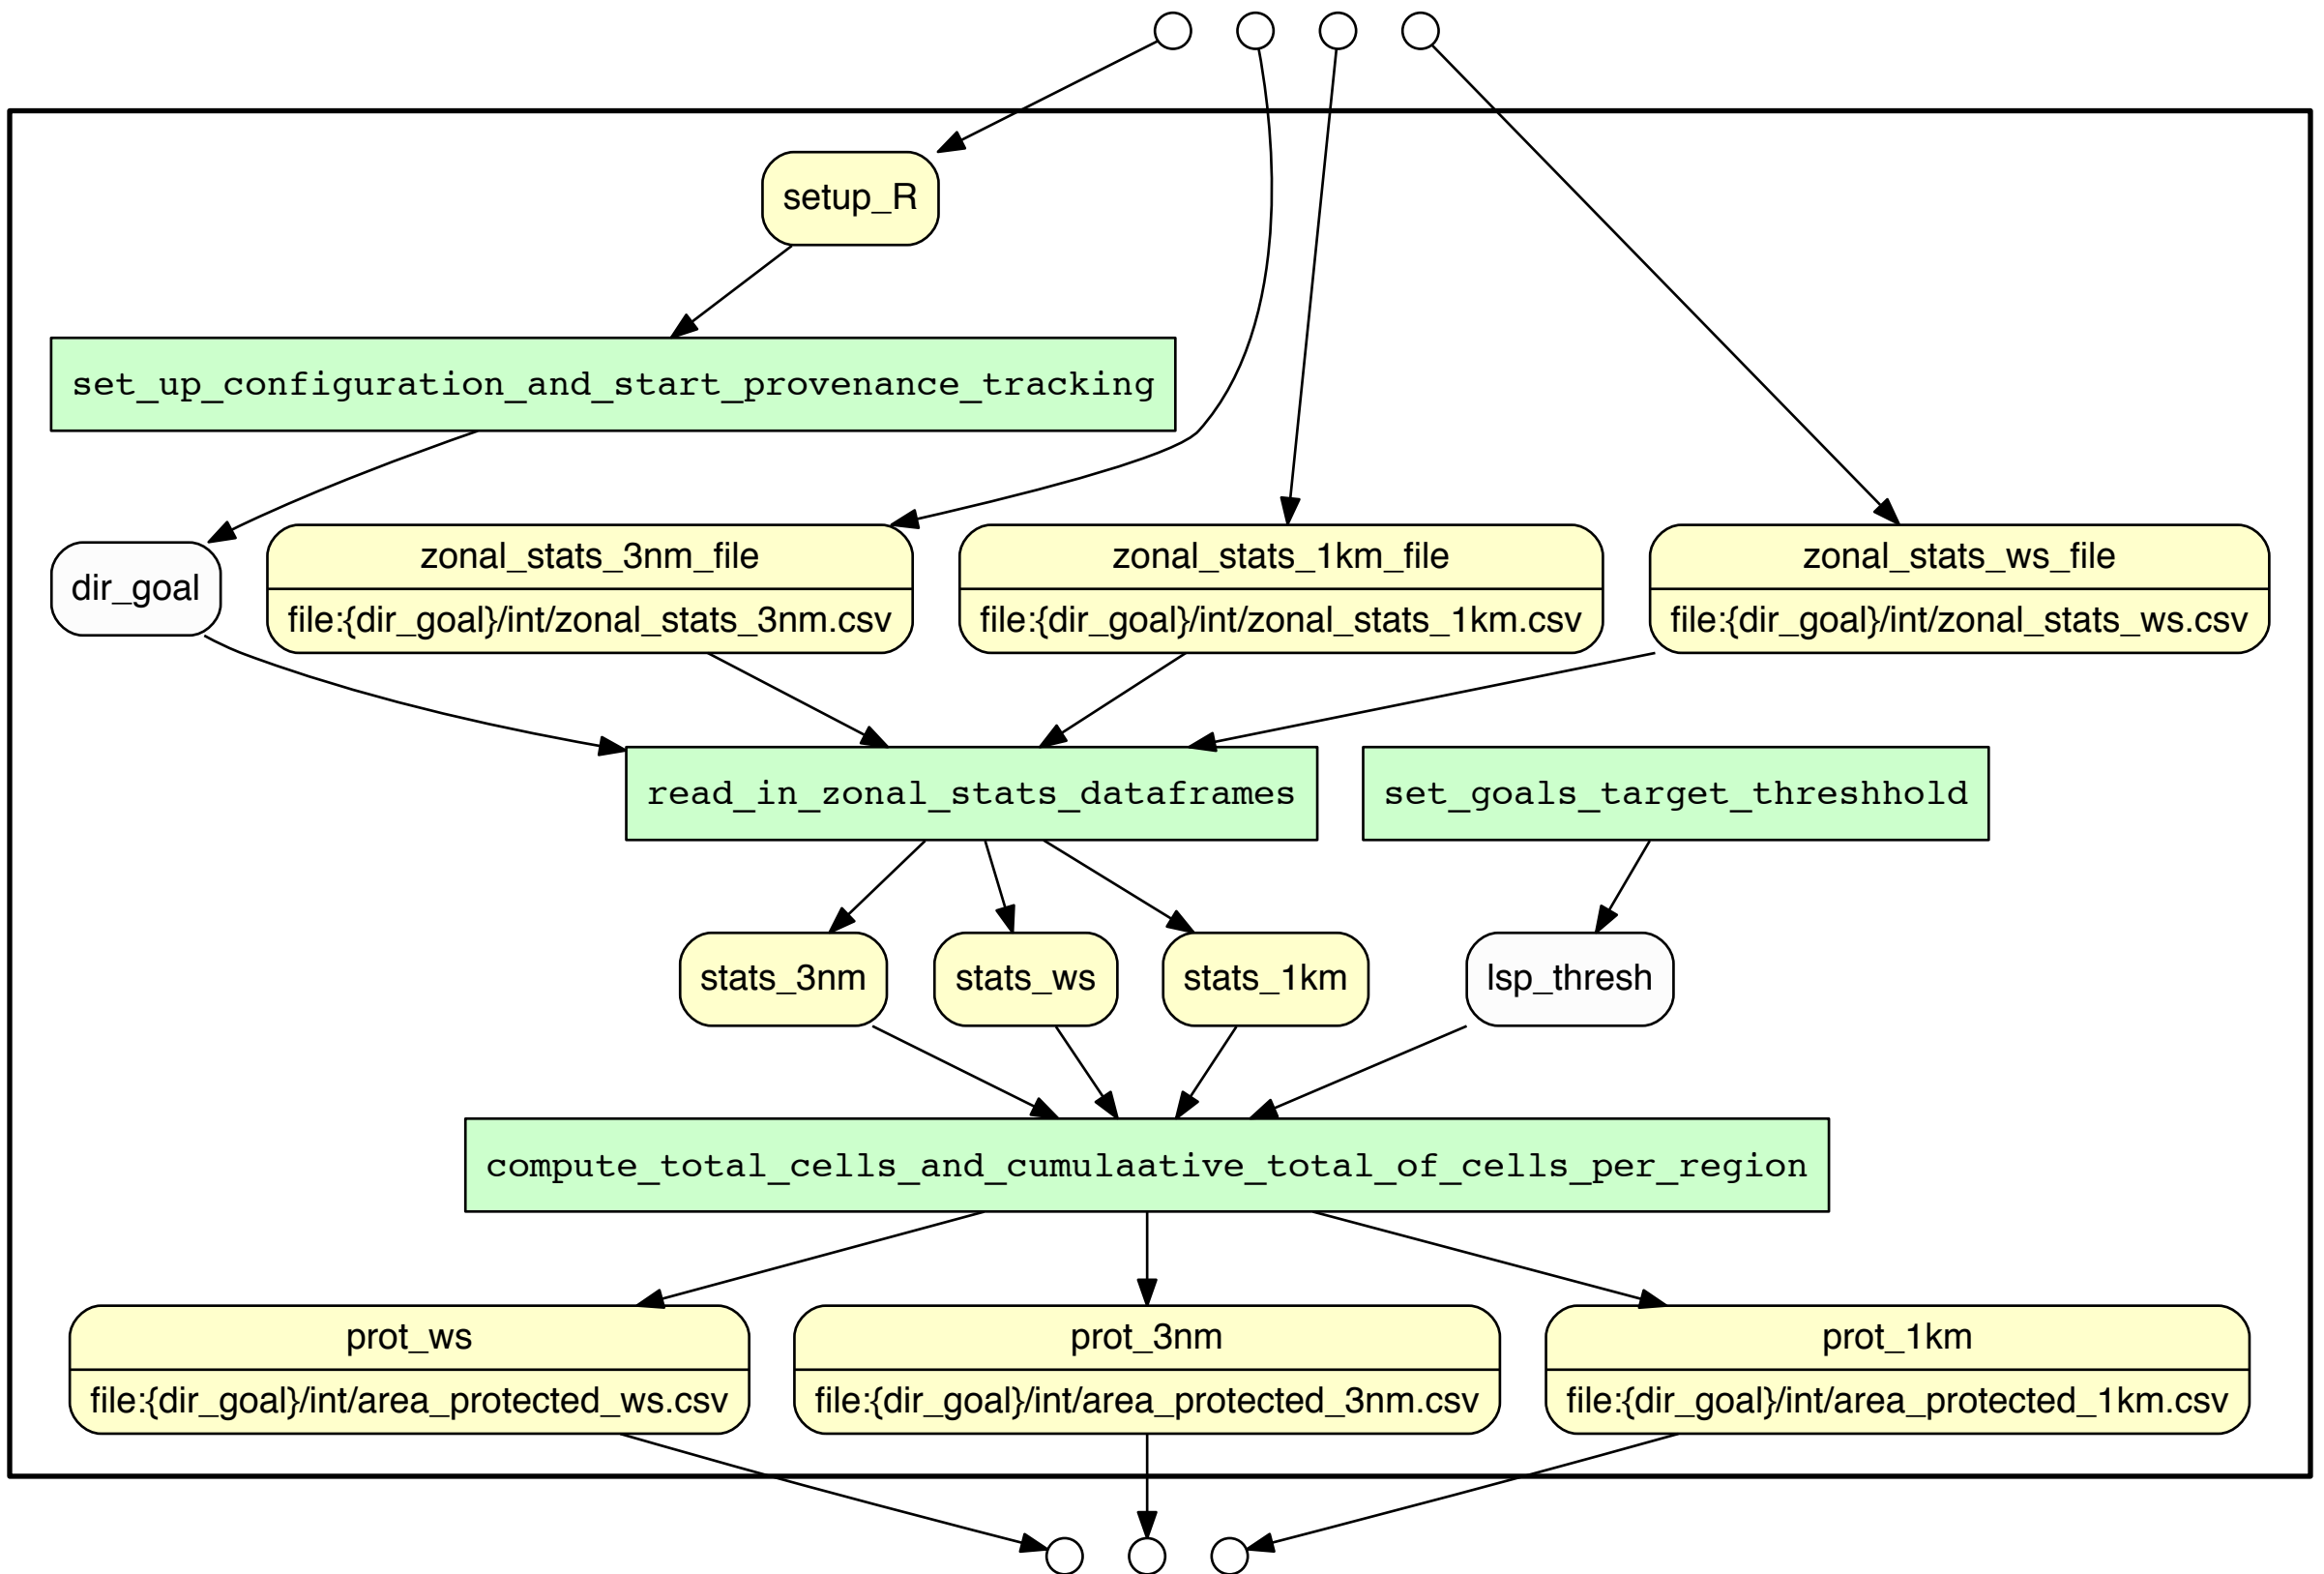 setup_R
set_up_configuration_and_start_provenance_tracking
dir_goal
zonal_stats_3nm_file
file:{dir_goal}/int/zonal_stats_3nm.csv
zonal_stats_1km_file
file:{dir_goal}/int/zonal_stats_1km.csv
zonal_stats_ws_file
file:{dir_goal}/int/zonal_stats_ws.csv
read_in_zonal_stats_dataframes
set_goals_target_threshhold
stats_3nm
stats_ws
stats_1km
lsp_thresh
compute_total_cells_and_cumulaative_total_of_cells_per_region
prot_ws
file:{dir_goal}/int/area_protected_ws.csv
prot_3nm
file:{dir_goal}/int/area_protected_3nm.csv
prot_1km
file:{dir_goal}/int/area_protected_1km.csv